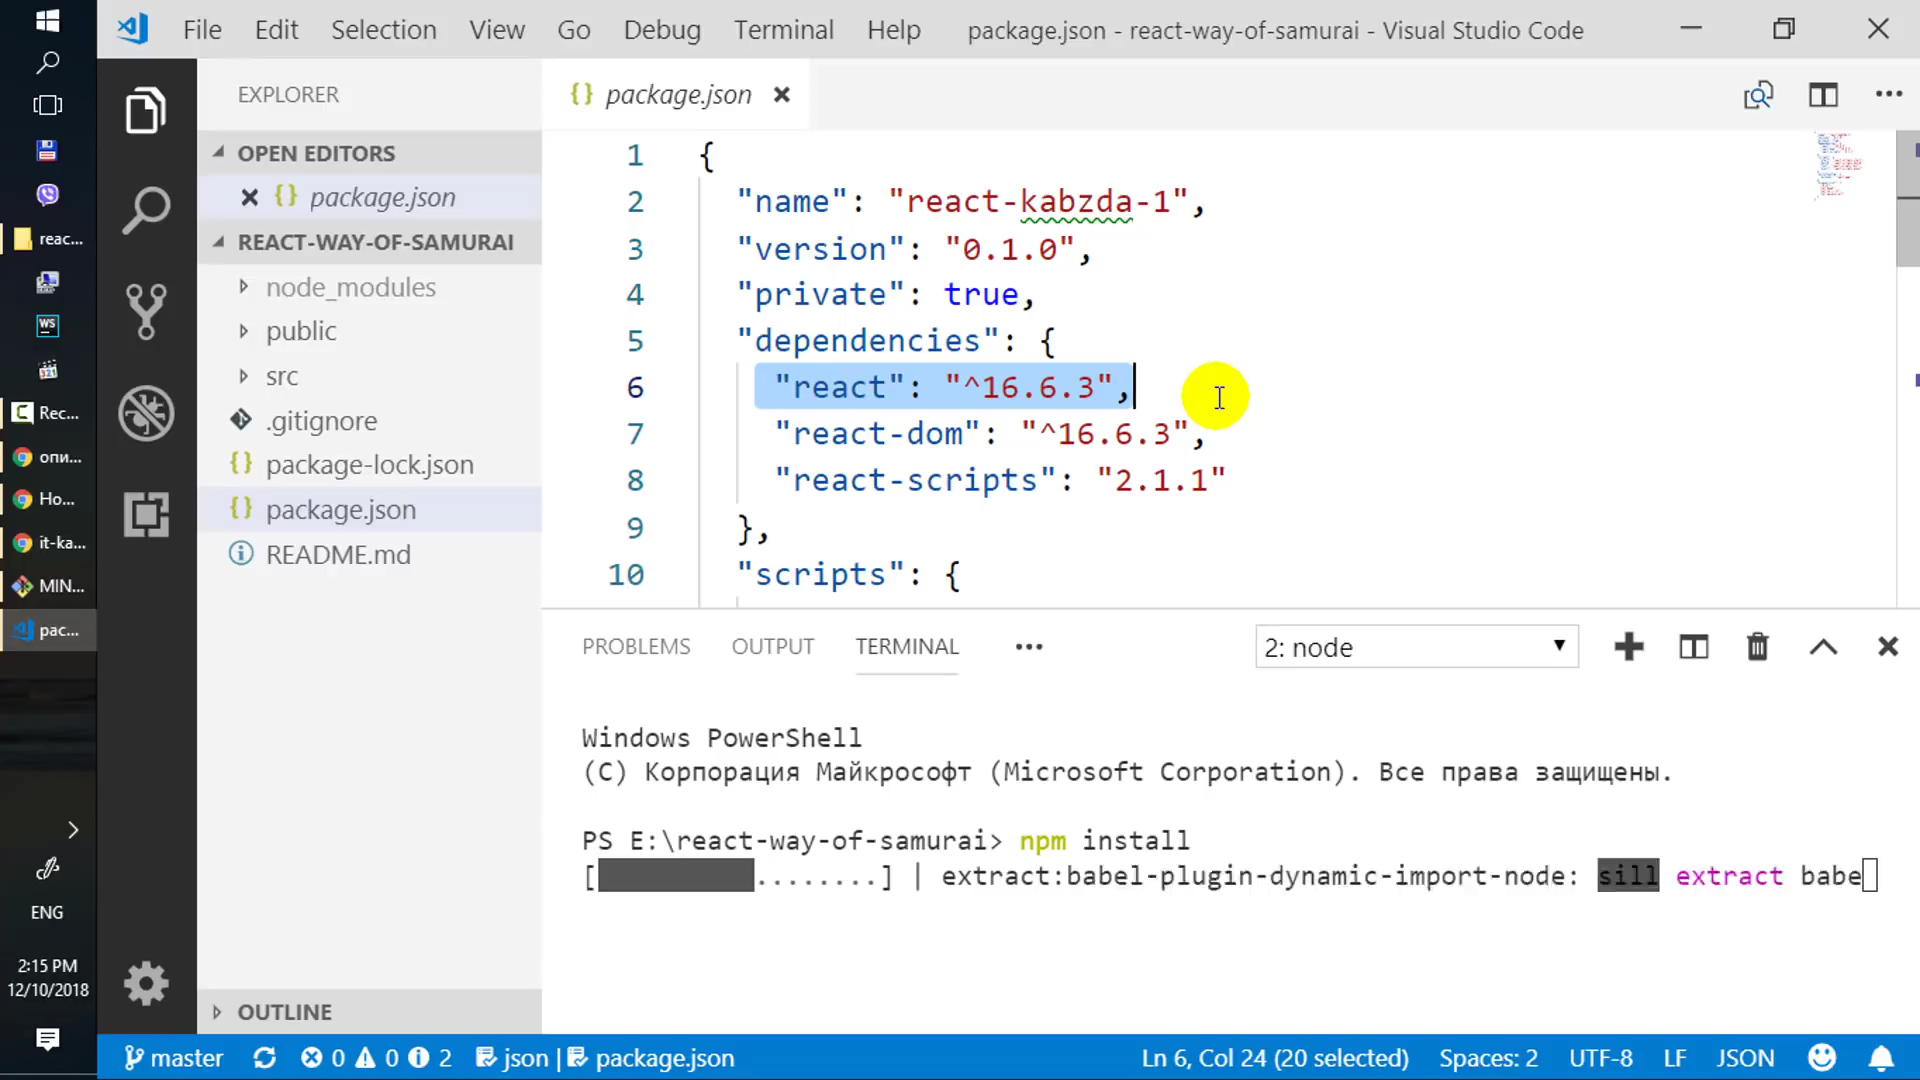 File Edit Selection View Go Debug Terminal Help package.json - react-way-of-samurai - Visual Studio Code
EXPLORER
OPEN EDITORS
package.json
REACT-WAY-OF-SAMURAI
node_modules
public
src
.gitignore
package-lock.json
package.json
README.md
OUTLINE
package.json
1 {
2 "name": "react-kabzda-1",
3 "version": "0.1.0",
4 "private": true,
5 "dependencies": {
6 "react": "^16.6.3",
7 "react-dom": "^16.6.3",
8 "react-scripts": "2.1.1"
9 },
10 "scripts": {
PROBLEMS OUTPUT TERMINAL ••• 2: node
Windows PowerShell
(C) Корпорация Майкрософт (Microsoft Corporation). Все права защищены.
PS E:\react-way-of-samurai> npm install
[ ........] | extract:babel-plugin-dynamic-import-node: sill extract babe
master 0 0 2 json | package.json Ln 6, Col 24 (20 selected) Spaces: 2 UTF-8 LF JSON
reac...
WS
321
Rec...
опи...
Но...
it-ka...
MIN...
pac...
ENG
2:15 PM
12/10/2018